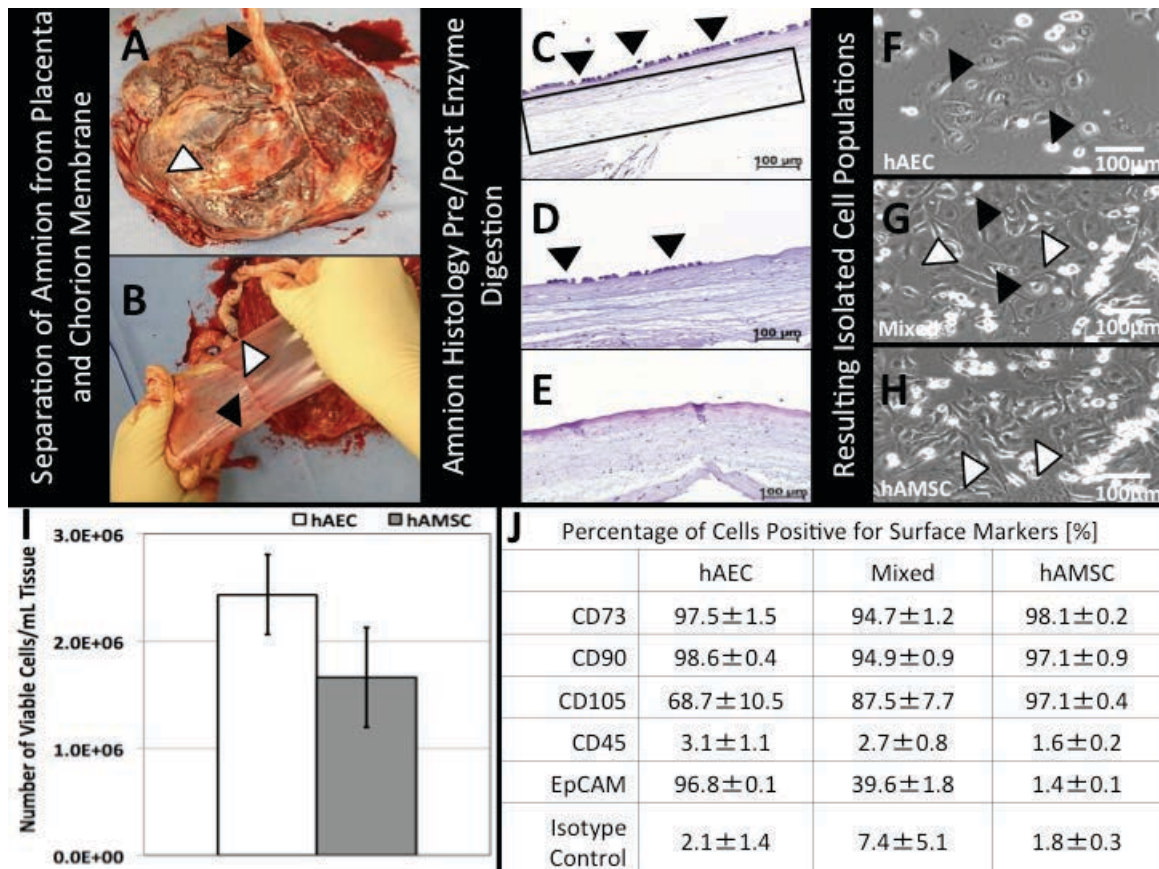 Separation of Amnion from Placenta
and Chorion Membrane
A
B
Amnion Histology Pre/Post Enzyme
Digestion
C
100 µm
D
100 µm
E
100 µm
Resulting Isolated Cell Populations
F
hAEC
100µm
G
Mixed
100µm
H
hAMSC
100µm
I
hAEC hAMSC
Number of Viable Cells/mL Tissue
3.0E+06
2.0E+06
1.0E+06
0.0E+00
J Percentage of Cells Positive for Surface Markers [%]
hAEC Mixed hAMSC
CD73 97.5±1.5 94.7±1.2 98.1±0.2
CD90 98.6±0.4 94.9±0.9 97.1±0.9
CD105 68.7±10.5 87.5±7.7 97.1±0.4
CD45 3.1±1.1 2.7±0.8 1.6±0.2
EpCAM 96.8±0.1 39.6±1.8 1.4±0.1
Isotype
Control 2.1±1.4 7.4±5.1 1.8±0.3